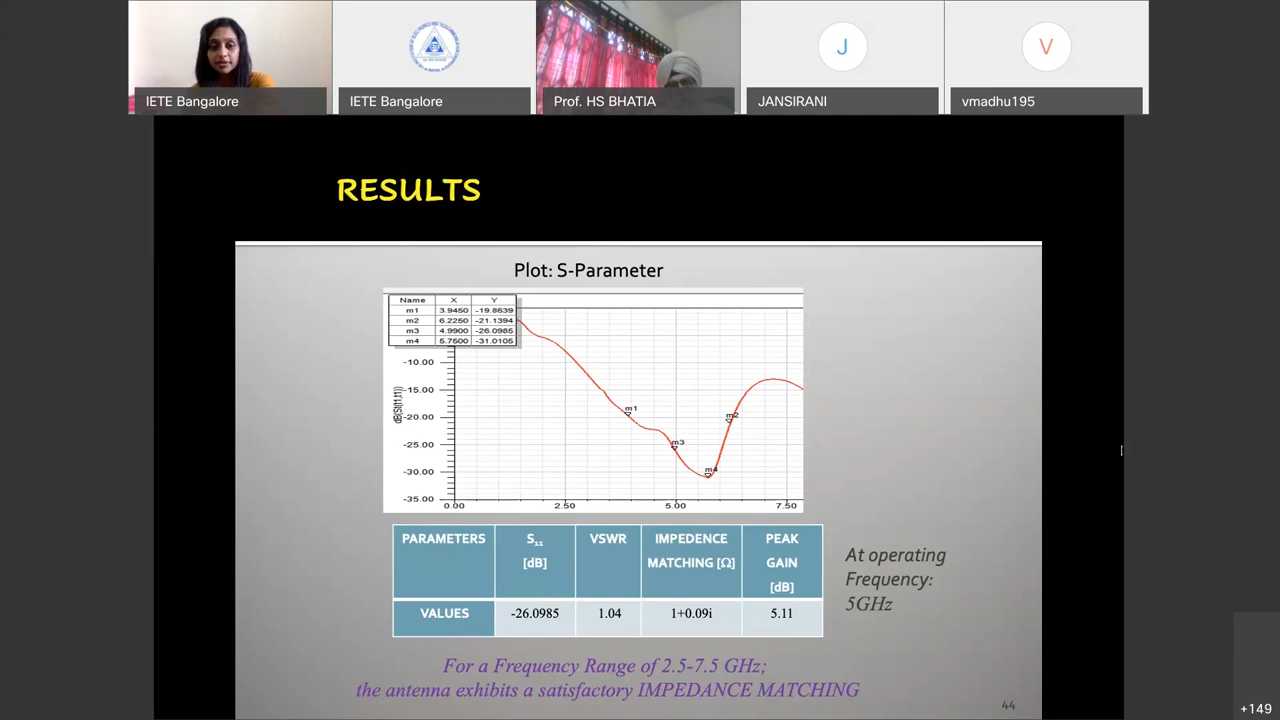 IETE Bangalore
IETE Bangalore
Prof. HS BHATIA
J
JANSIRANI
V
vmadhu195
RESULTS
Plot: S-Parameter
Name X Y
m1 3.9450 -19.8639
m2 6.2250 -21.1394
m3 4.9900 -26.0985
m4 5.7500 -31.0105
-10.00
-15.00
-20.00
-25.00
-30.00
-35.00
dB(St(t1,t1))
m1
m2
m3
m4
0.00 2.50 5.00 7.50
PARAMETERS S11 [dB] VSWR IMPEDENCE MATCHING [Ω] PEAK GAIN [dB]
VALUES -26.0985 1.04 1+0.09i 5.11
At operating
Frequency:
5GHz
For a Frequency Range of 2.5-7.5 GHz;
the antenna exhibits a satisfactory IMPEDANCE MATCHING
44
+149